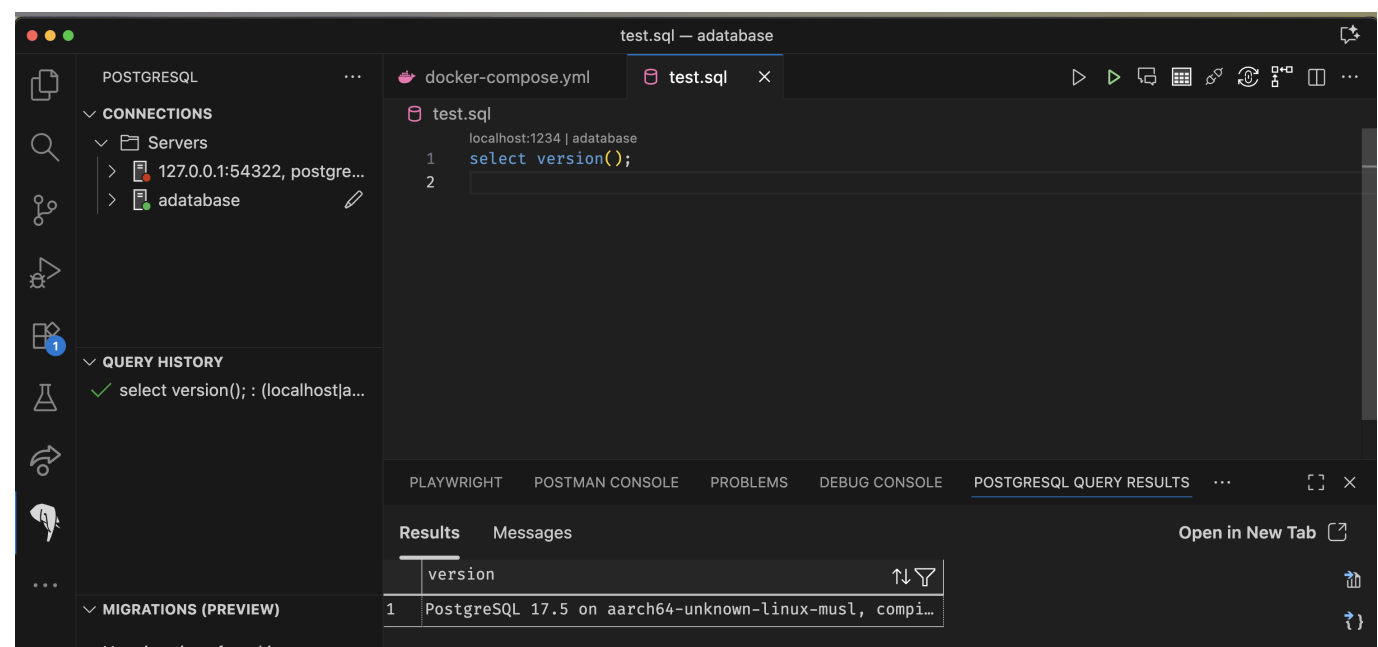 test.sql — adatabase
POSTGRESQL ···
CONNECTIONS
Servers
127.0.0.1:54322, postgre...
adatabase
1
QUERY HISTORY
select version(); : (localhost|a...
MIGRATIONS (PREVIEW)
docker-compose.yml test.sql
test.sql
localhost:1234 | adatabase
1 select version();
2
PLAYWRIGHT POSTMAN CONSOLE PROBLEMS DEBUG CONSOLE POSTGRESQL QUERY RESULTS ···
Results Messages Open in New Tab
version
1 PostgreSQL 17.5 on aarch64-unknown-linux-musl, compi…